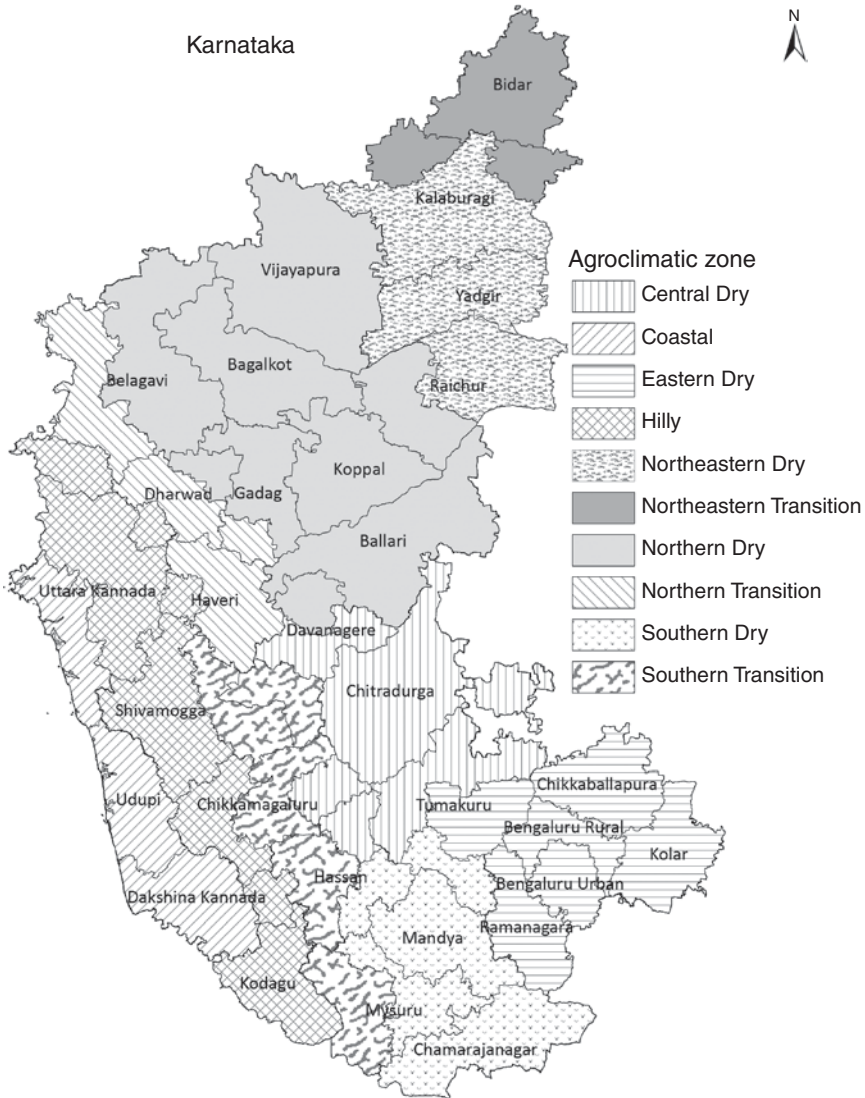 Karnataka
N
Bidar
Kalaburagi
Vijayapura
Yadgir
Bagalkot
Belagavi
Raichur
Koppal
Dharwad
Gadag
Ballari
Uttara Kannada
Haveri
Davanagere
Chitradurga
Shivamogga
Chikkaballapura
Udupi
Chikkamagaluru
Tumakuru
Bengaluru Rural
Kolar
Hassan
Bengaluru Urban
Dakshina Kannada
Ramanagara
Mandya
Kodagu
Mysuru
Chamarajanagar
Agroclimatic zone
Central Dry
Coastal
Eastern Dry
Hilly
Northeastern Dry
Northeastern Transition
Northern Dry
Northern Transition
Southern Dry
Southern Transition